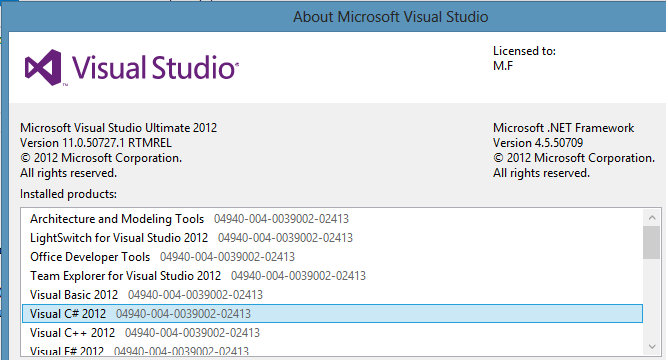 About Microsoft Visual Studio
Visual Studio®
™
Licensed to:
M.F
Microsoft Visual Studio Ultimate 2012
Version 11.0.50727.1 RTMREL
© 2012 Microsoft Corporation.
All rights reserved.
Microsoft .NET Framework
Version 4.5.50709
© 2012 Microsoft Corporation.
All rights reserved.
Installed products:
Architecture and Modeling Tools 04940-004-0039002-02413
LightSwitch for Visual Studio 2012 04940-004-0039002-02413
Office Developer Tools 04940-004-0039002-02413
Team Explorer for Visual Studio 2012 04940-004-0039002-02413
Visual Basic 2012 04940-004-0039002-02413
Visual C# 2012 04940-004-0039002-02413
Visual C++ 2012 04940-004-0039002-02413
Visual F# 2012 04940-004-0039002-02413